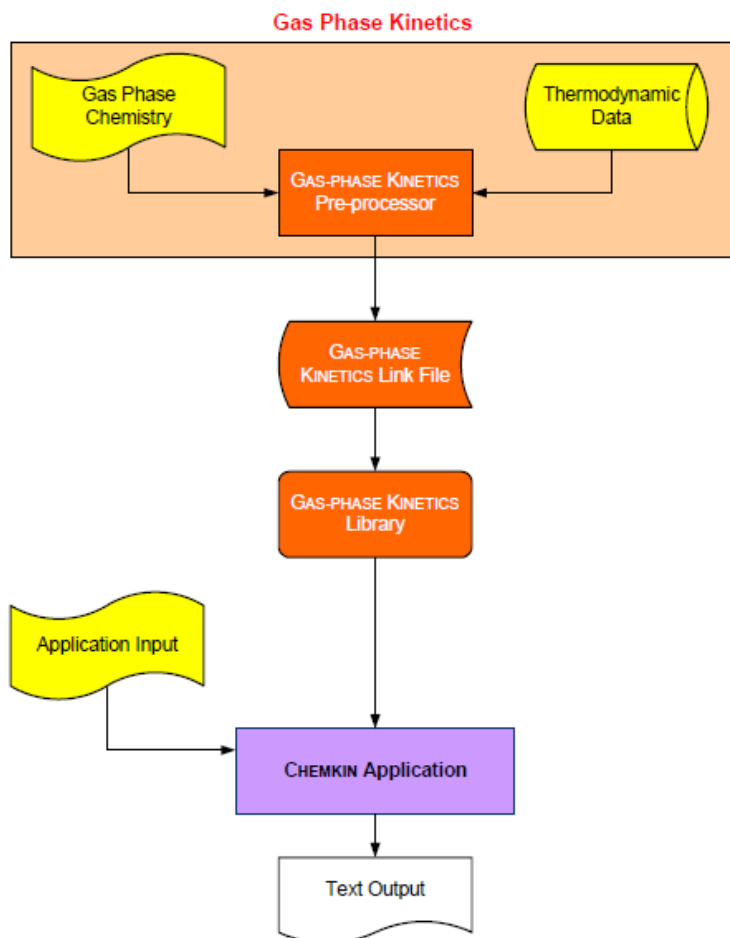 Gas Phase Kinetics
Gas Phase
Chemistry
Thermodynamic
Data
GAS-PHASE KINETICS
Pre-processor
GAS-PHASE
KINETICS Link File
GAS-PHASE KINETICS
Library
Application Input
CHEMKIN Application
Text Output